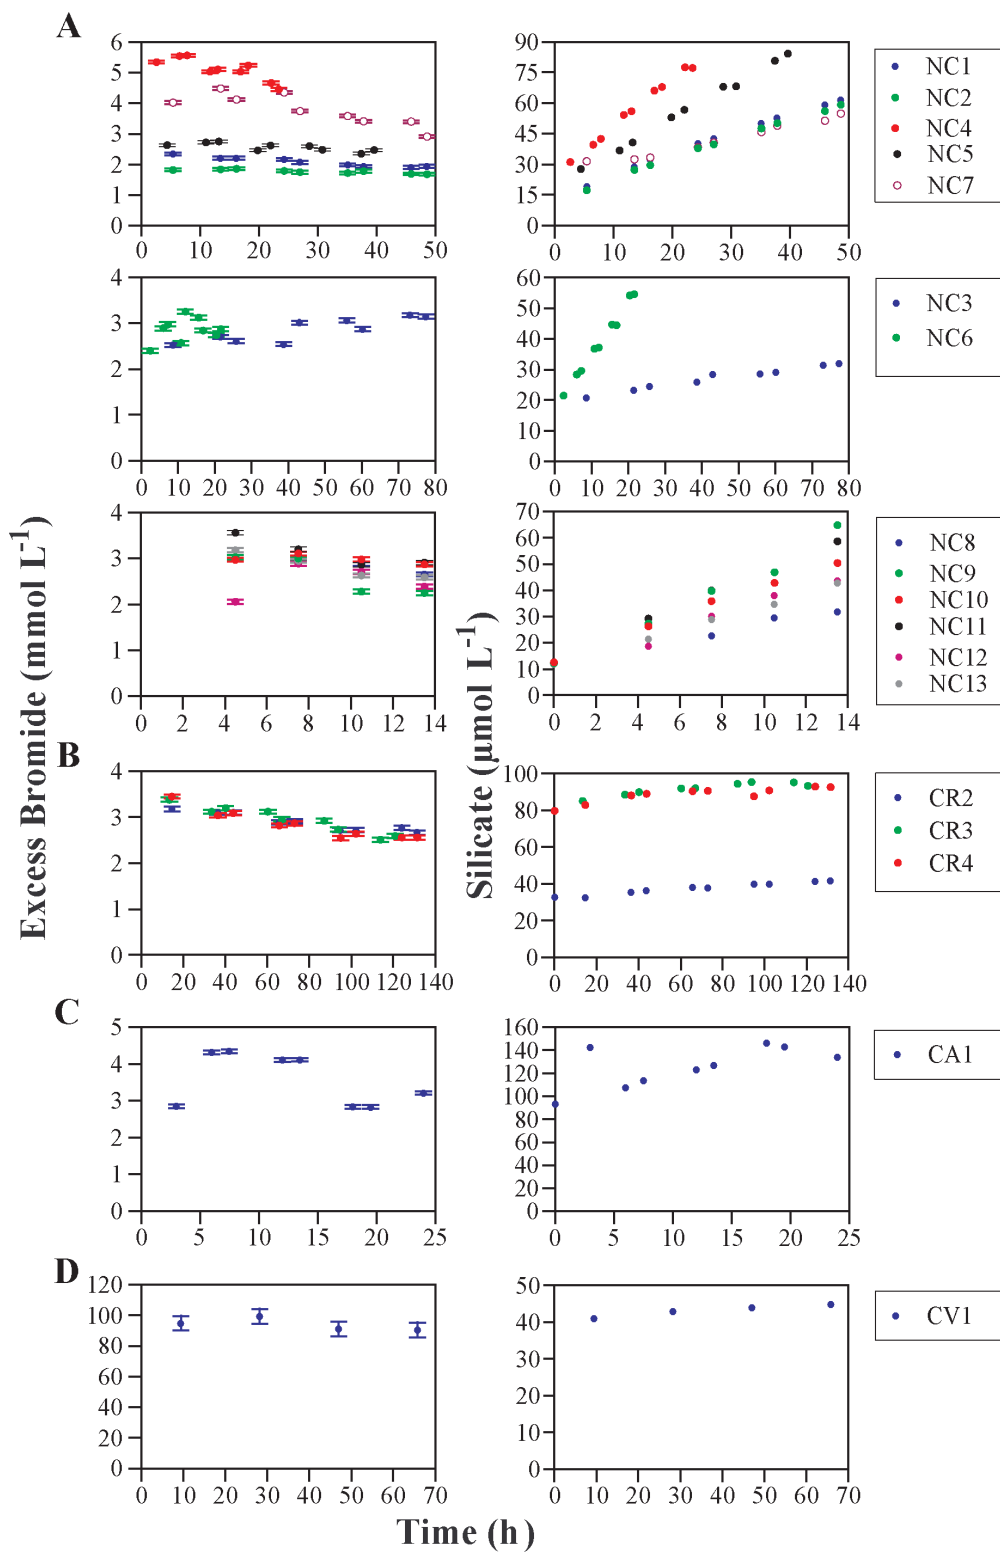 A
6
5
4
3
2
1
0
0 10 20 30 40 50
90
75
60
45
30
15
0
0 10 20 30 40 50
NC1
NC2
NC4
NC5
NC7
4
3
2
1
0
0 10 20 30 40 50 60 70 80
60
50
40
30
20
10
0
0 10 20 30 40 50 60 70 80
NC3
NC6
4
3
2
1
0
0 2 4 6 8 10 12 14
70
60
50
40
30
20
10
0
0 2 4 6 8 10 12 14
NC8
NC9
NC10
NC11
NC12
NC13
Excess Bromide (mmol L⁻¹)
Silicate (µmol L⁻¹)
B
4
3
2
1
0
0 20 40 60 80 100 120 140
100
80
60
40
20
0
0 20 40 60 80 100 120 140
CR2
CR3
CR4
C
5
4
3
2
1
0
0 5 10 15 20 25
160
140
120
100
80
60
40
20
0
0 5 10 15 20 25
CA1
D
120
100
80
60
40
20
0
0 10 20 30 40 50 60 70
50
40
30
20
10
0
0 10 20 30 40 50 60 70
CV1
Time (h)